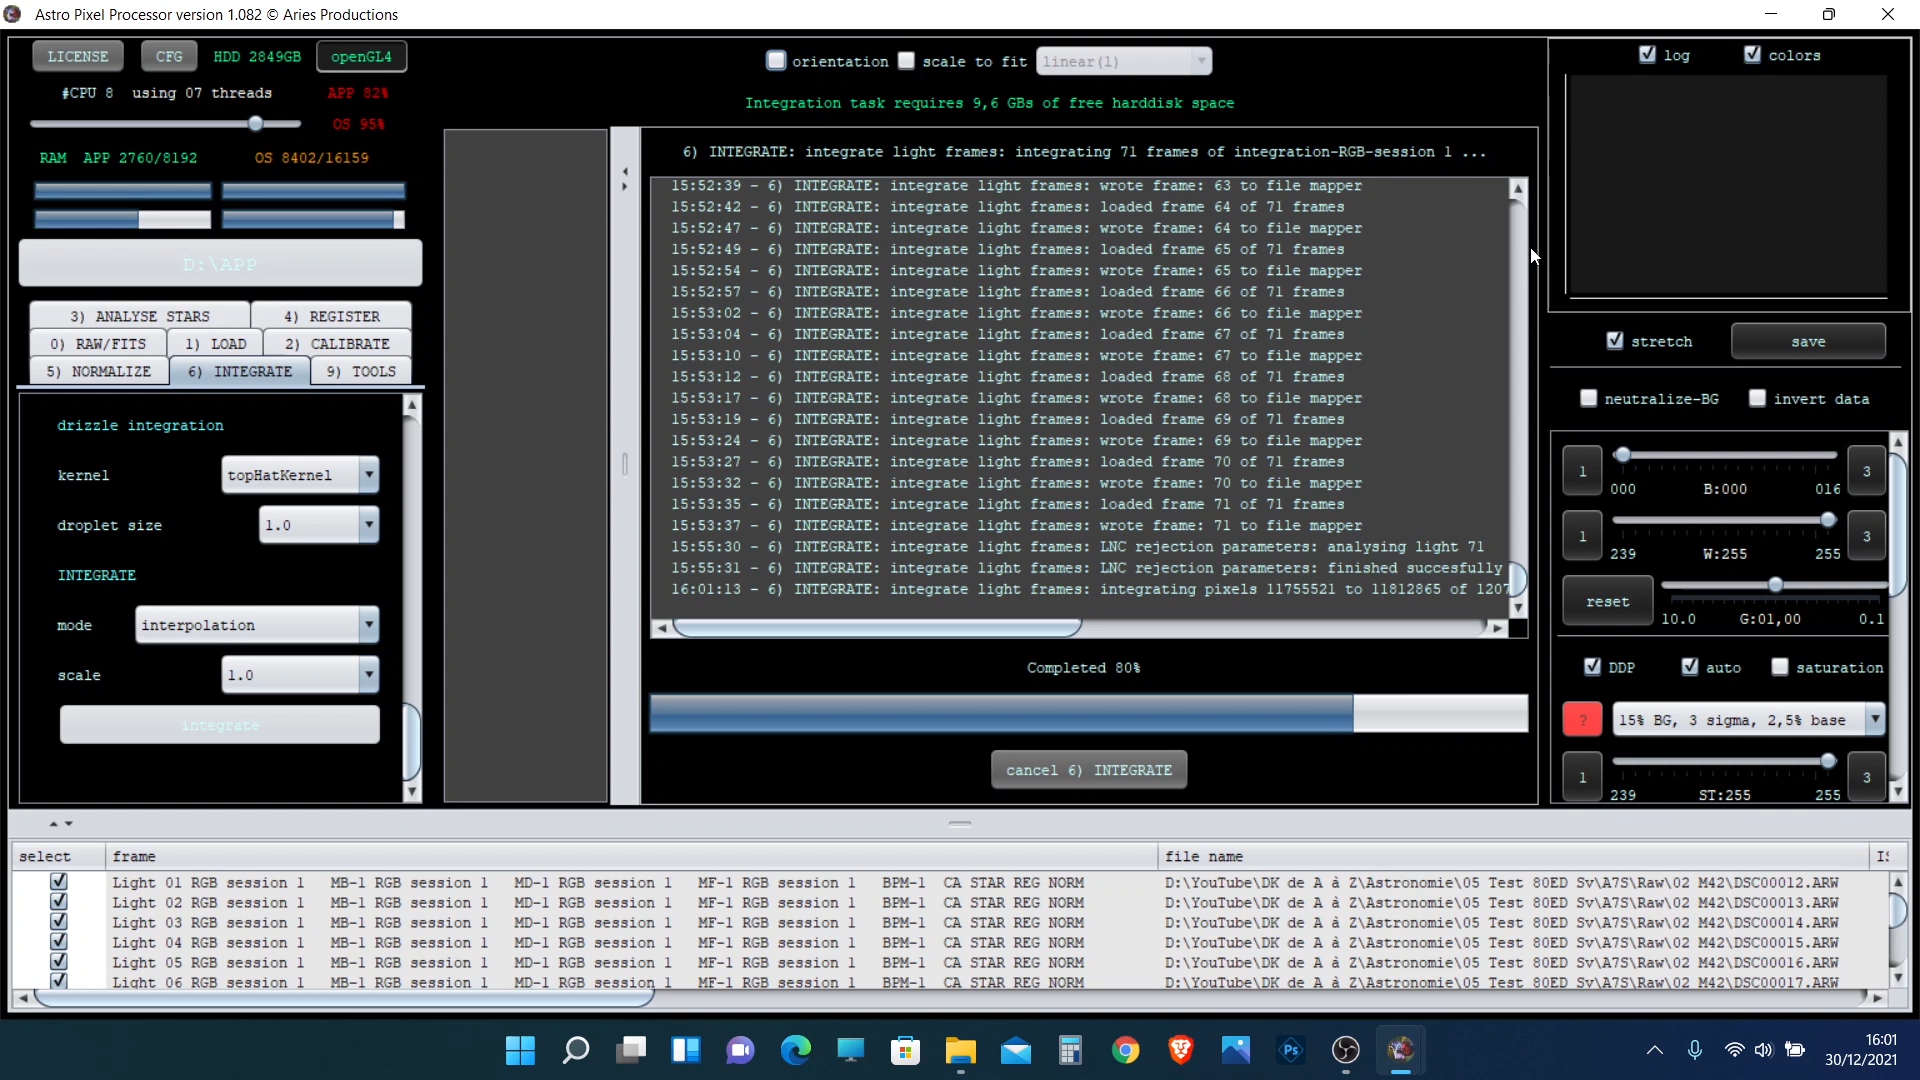 Astro Pixel Processor version 1.082 © Aries Productions
LICENSE CFG HDD 2849GB openGL4
#CPU 8 using 07 threads APP 82%
OS 95%
RAM APP 2760/8192 OS 8402/16159
D:\APP
3) ANALYSE STARS 4) REGISTER
0) RAW/FITS 1) LOAD 2) CALIBRATE
5) NORMALIZE 6) INTEGRATE 9) TOOLS
drizzle integration
kernel topHatKernel
droplet size 1.0
INTEGRATE
mode interpolation
scale 1.0
integrate
orientation scale to fit linear(1)
Integration task requires 9,6 GBs of free harddisk space
6) INTEGRATE: integrate light frames: integrating 71 frames of integration-RGB-session 1 ...
15:52:39 - 6) INTEGRATE: integrate light frames: wrote frame: 63 to file mapper
15:52:42 - 6) INTEGRATE: integrate light frames: loaded frame 64 of 71 frames
15:52:47 - 6) INTEGRATE: integrate light frames: wrote frame: 64 to file mapper
15:52:49 - 6) INTEGRATE: integrate light frames: loaded frame 65 of 71 frames
15:52:54 - 6) INTEGRATE: integrate light frames: wrote frame: 65 to file mapper
15:52:57 - 6) INTEGRATE: integrate light frames: loaded frame 66 of 71 frames
15:53:02 - 6) INTEGRATE: integrate light frames: wrote frame: 66 to file mapper
15:53:04 - 6) INTEGRATE: integrate light frames: loaded frame 67 of 71 frames
15:53:10 - 6) INTEGRATE: integrate light frames: wrote frame: 67 to file mapper
15:53:12 - 6) INTEGRATE: integrate light frames: loaded frame 68 of 71 frames
15:53:17 - 6) INTEGRATE: integrate light frames: wrote frame: 68 to file mapper
15:53:19 - 6) INTEGRATE: integrate light frames: loaded frame 69 of 71 frames
15:53:24 - 6) INTEGRATE: integrate light frames: wrote frame: 69 to file mapper
15:53:27 - 6) INTEGRATE: integrate light frames: loaded frame 70 of 71 frames
15:53:32 - 6) INTEGRATE: integrate light frames: wrote frame: 70 to file mapper
15:53:35 - 6) INTEGRATE: integrate light frames: loaded frame 71 of 71 frames
15:53:37 - 6) INTEGRATE: integrate light frames: wrote frame: 71 to file mapper
15:55:30 - 6) INTEGRATE: integrate light frames: LNC rejection parameters: analysing light 71
15:55:31 - 6) INTEGRATE: integrate light frames: LNC rejection parameters: finished succesfully
16:01:13 - 6) INTEGRATE: integrate light frames: integrating pixels 11755521 to 11812865 of 1207
Completed 80%
cancel 6) INTEGRATE
log colors
stretch save
neutralize-BG invert data
1 3
000 B:000 016
1 3
239 W:255 255
reset
10.0 G:01,00 0.1
DDP auto saturation
? 15% BG, 3 sigma, 2,5% base
1 3
239 ST:255 255
select frame file name I
Light 01 RGB session 1 MB-1 RGB session 1 MD-1 RGB session 1 MF-1 RGB session 1 BPM-1 CA STAR REG NORM D:\YouTube\DK de A à Z\Astronomie\05 Test 80ED Sv\A7S\Raw\02 M42\DSC00012.ARW
Light 02 RGB session 1 MB-1 RGB session 1 MD-1 RGB session 1 MF-1 RGB session 1 BPM-1 CA STAR REG NORM D:\YouTube\DK de A à Z\Astronomie\05 Test 80ED Sv\A7S\Raw\02 M42\DSC00013.ARW
Light 03 RGB session 1 MB-1 RGB session 1 MD-1 RGB session 1 MF-1 RGB session 1 BPM-1 CA STAR REG NORM D:\YouTube\DK de A à Z\Astronomie\05 Test 80ED Sv\A7S\Raw\02 M42\DSC00014.ARW
Light 04 RGB session 1 MB-1 RGB session 1 MD-1 RGB session 1 MF-1 RGB session 1 BPM-1 CA STAR REG NORM D:\YouTube\DK de A à Z\Astronomie\05 Test 80ED Sv\A7S\Raw\02 M42\DSC00015.ARW
Light 05 RGB session 1 MB-1 RGB session 1 MD-1 RGB session 1 MF-1 RGB session 1 BPM-1 CA STAR REG NORM D:\YouTube\DK de A à Z\Astronomie\05 Test 80ED Sv\A7S\Raw\02 M42\DSC00016.ARW
Light 06 RGB session 1 MB-1 RGB session 1 MD-1 RGB session 1 MF-1 RGB session 1 BPM-1 CA STAR REG NORM D:\YouTube\DK de A à Z\Astronomie\05 Test 80ED Sv\A7S\Raw\02 M42\DSC00017.ARW
Ps
16:01
30/12/2021